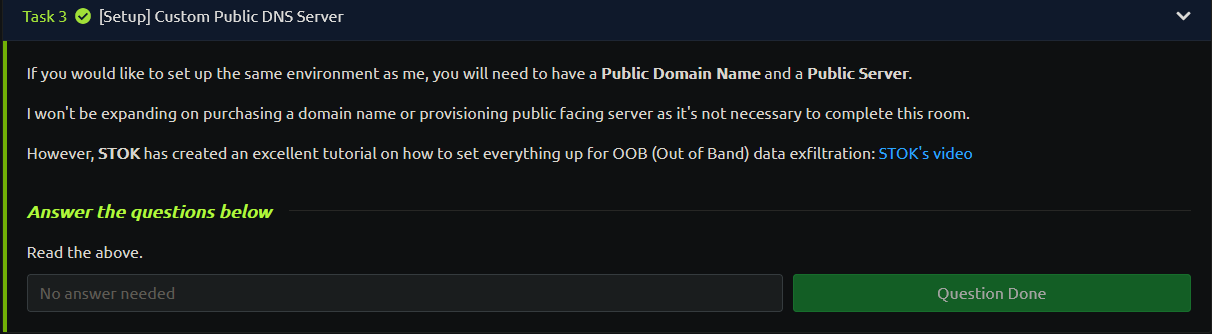 Task 3 [Setup] Custom Public DNS Server
If you would like to set up the same environment as me, you will need to have a Public Domain Name and a Public Server.
I won't be expanding on purchasing a domain name or provisioning public facing server as it's not necessary to complete this room.
However, STOK has created an excellent tutorial on how to set everything up for OOB (Out of Band) data exfiltration: STOK's video
Answer the questions below
Read the above.
No answer needed
Question Done